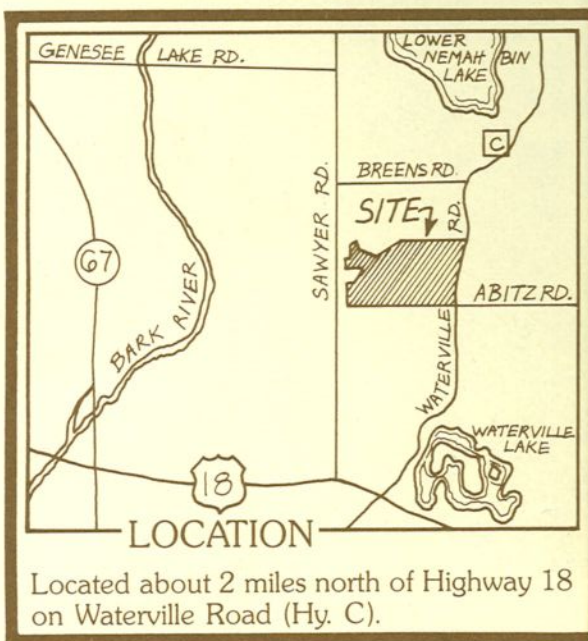 GENESEE LAKE RD.
LOWER
NEMAH BIN
LAKE
C
BREENS RD.
SITE
RD.
67
SAWYER RD.
ABITZ RD.
BARK RIVER
WATERVILLE
WATERVILLE
LAKE
18
LOCATION
Located about 2 miles north of Highway 18
on Waterville Road (Hy. C).